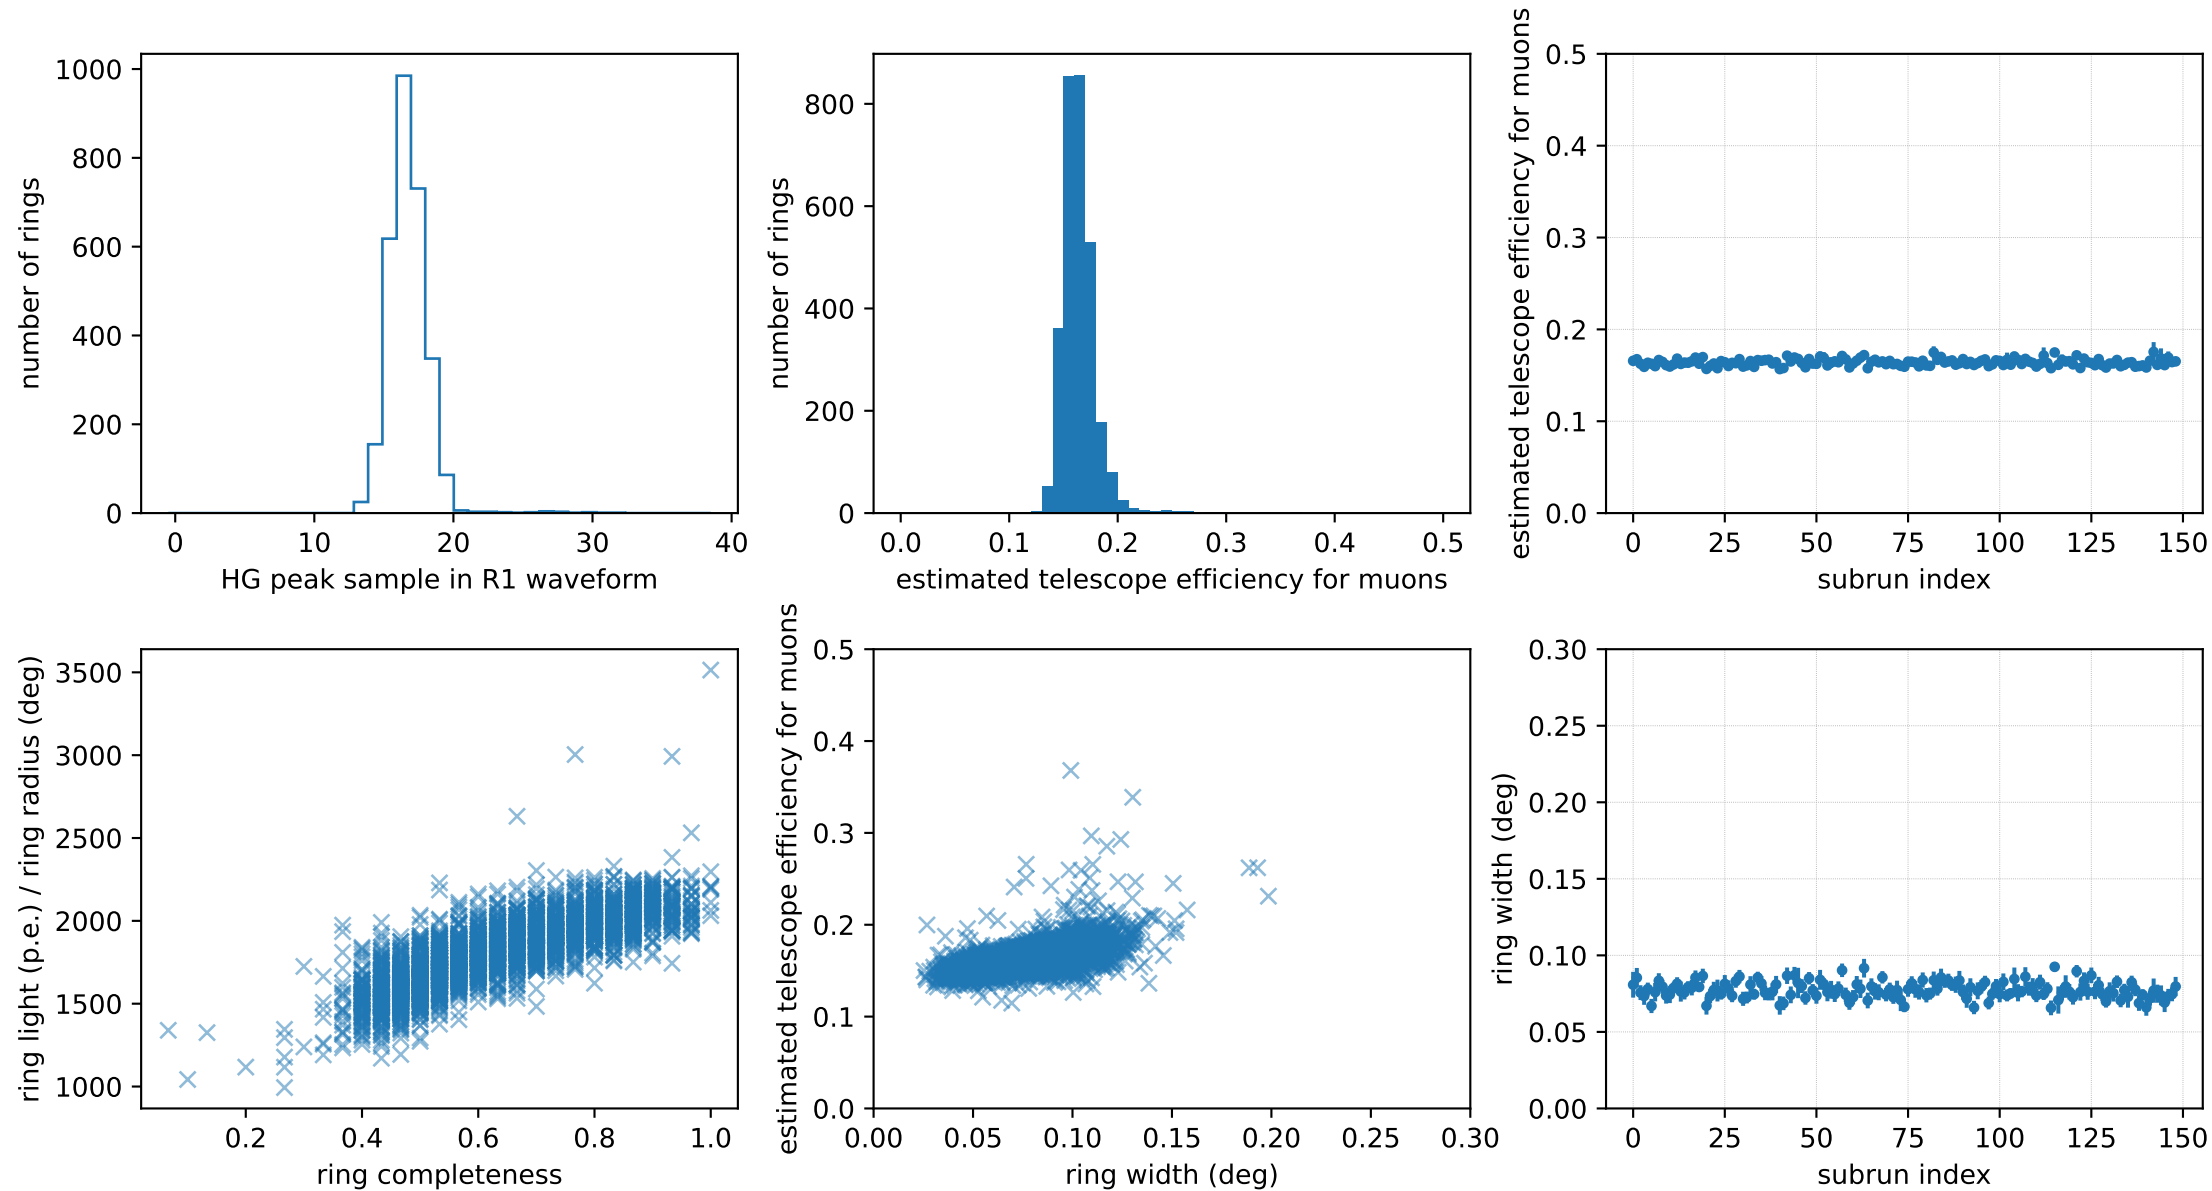 number of rings
1000
800
600
400
200
0
0 10 20 30 40
HG peak sample in R1 waveform
number of rings
800
600
400
200
0
0.0 0.1 0.2 0.3 0.4 0.5
estimated telescope efficiency for muons
estimated telescope efficiency for muons
0.5
0.4
0.3
0.2
0.1
0.0
0 25 50 75 100 125 150
subrun index
ring light (p.e.) / ring radius (deg)
3500
3000
2500
2000
1500
1000
0.2 0.4 0.6 0.8 1.0
ring completeness
estimated telescope efficiency for muons
0.5
0.4
0.3
0.2
0.1
0.0
0.00 0.05 0.10 0.15 0.20 0.25 0.30
ring width (deg)
ring width (deg)
0.30
0.25
0.20
0.15
0.10
0.05
0.00
0 25 50 75 100 125 150
subrun index